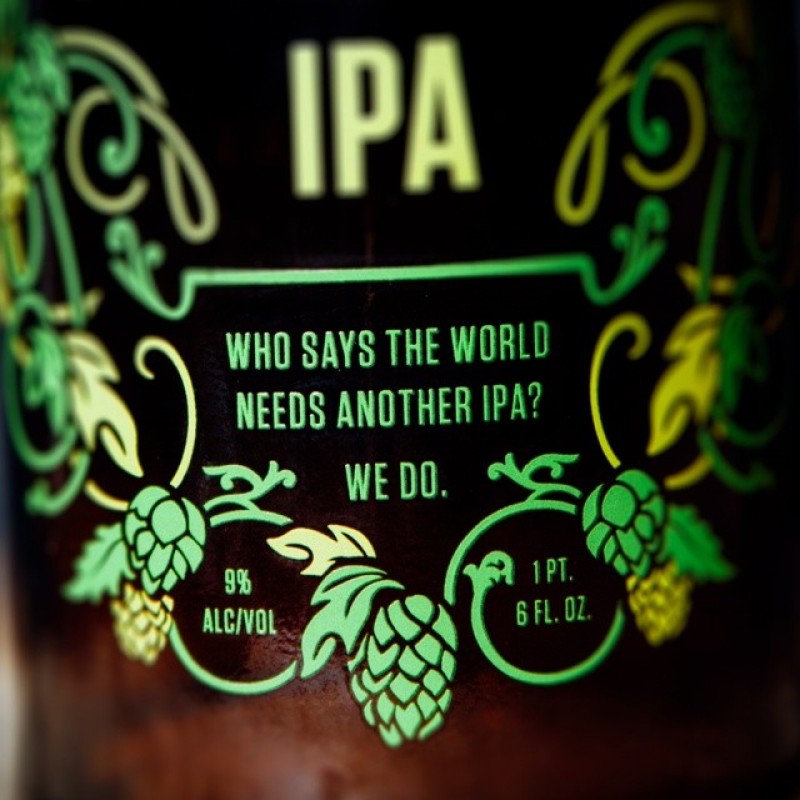 IPA
WHO SAYS THE WORLD
NEEDS ANOTHER IPA?
WE DO.
9%
ALC/VOL
1 PT.
6 FL. OZ.